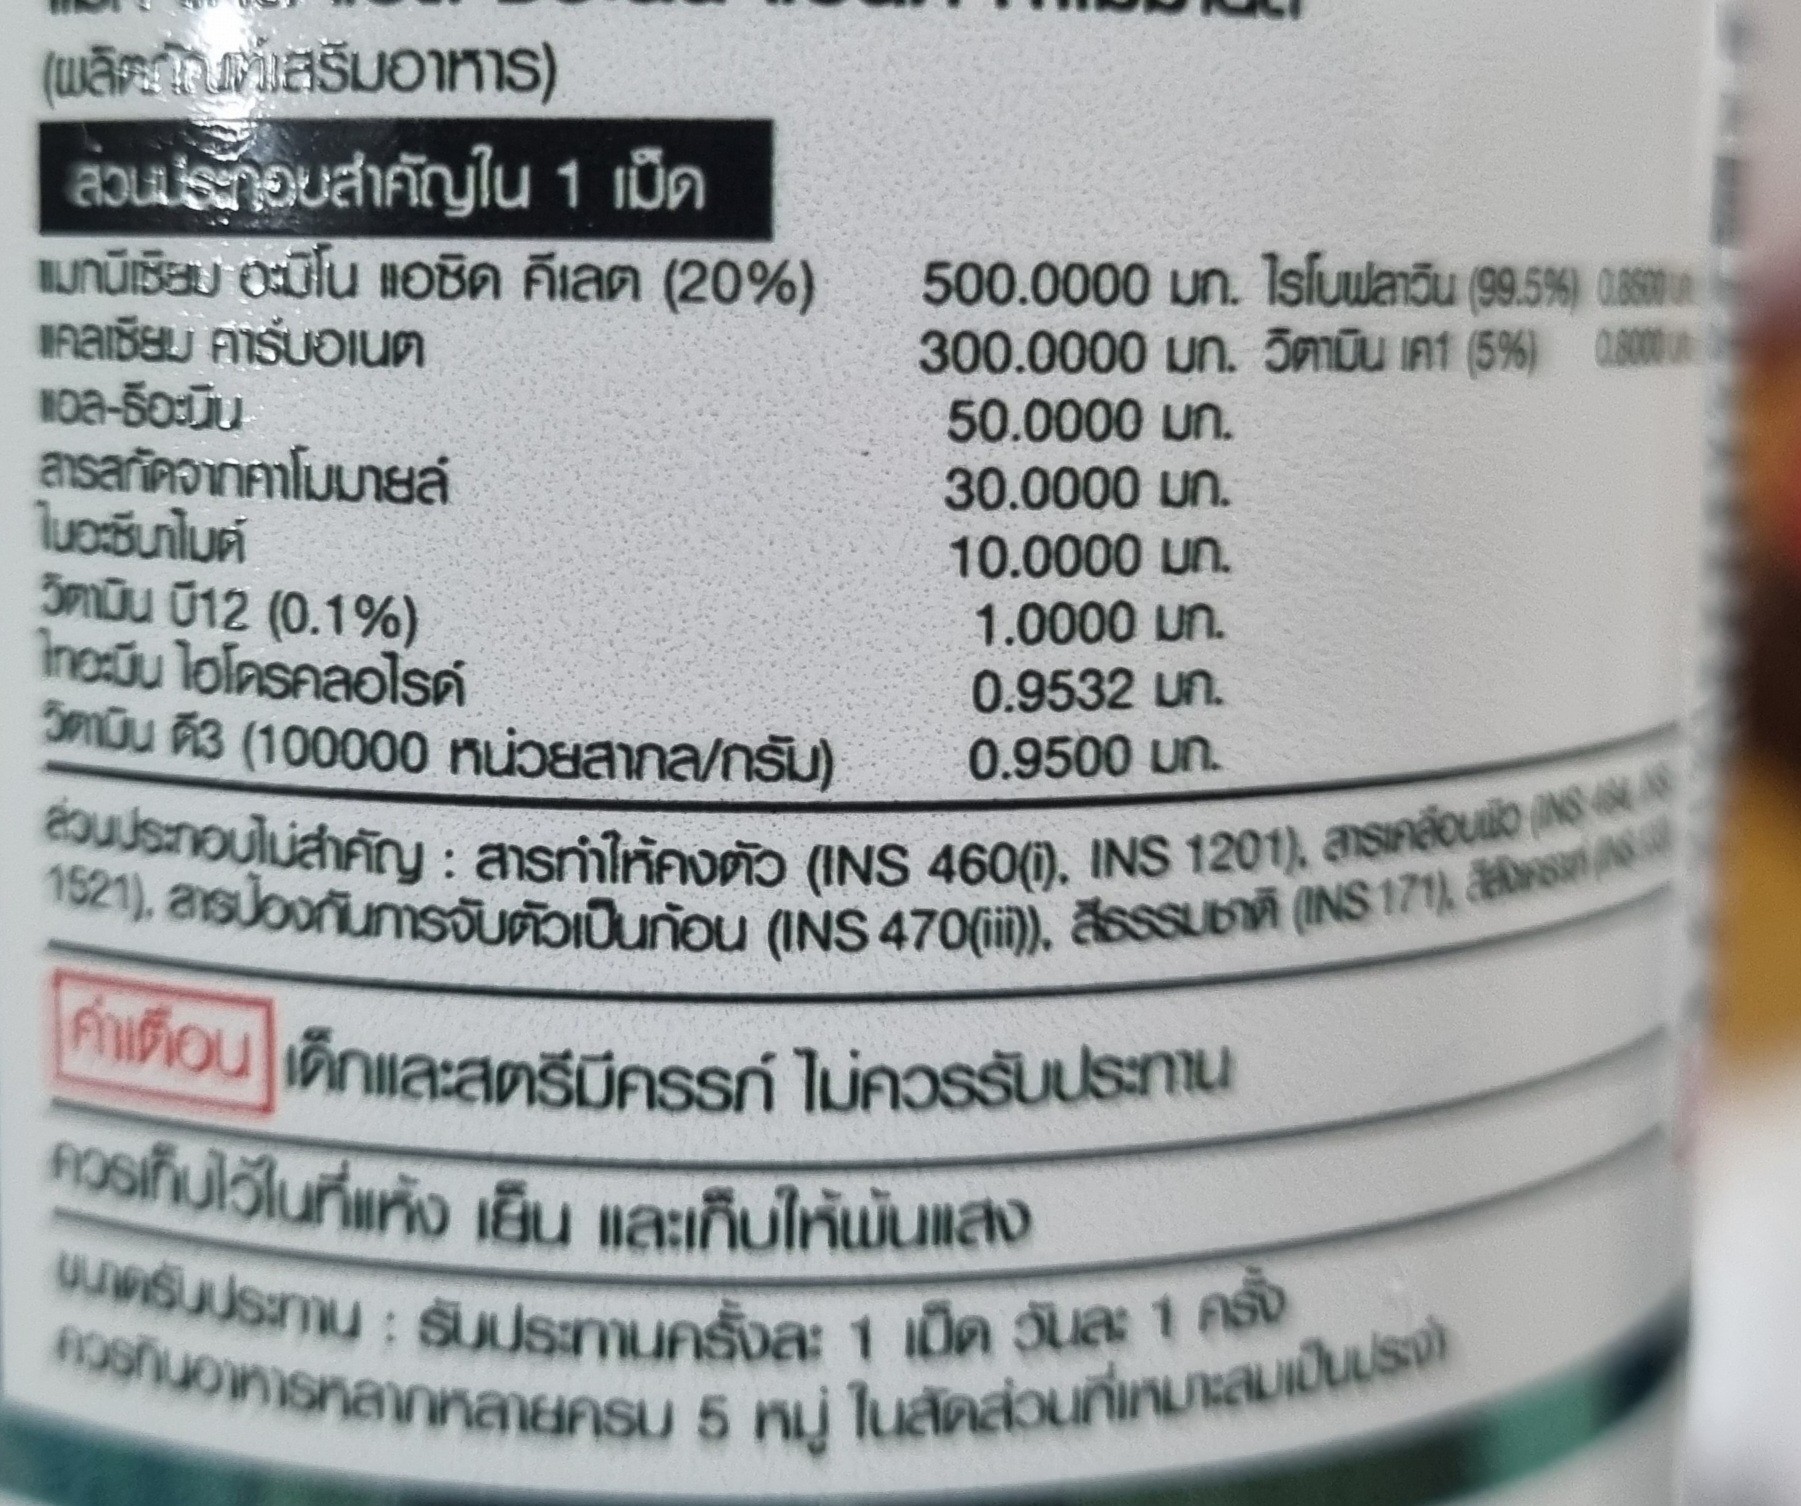 (ผลิตภัณฑ์เสริมอาหาร)
ส่วนประกอบสำคัญใน 1 เม็ด
แมกนีเซียม อะมิโน แอซิด คีเลต (20%) 500.0000 มก. ไรโบฟลาวิน (99.5%) 0.8500 มก.
แคลเซียม คาร์บอเนต 300.0000 มก. วิตามิน เค1 (5%) 0.8000 มก.
แอล-ธีอะนีน 50.0000 มก.
สารสกัดจากคาโมมายล์ 30.0000 มก.
ไนอะซีนาไมด์ 10.0000 มก.
วิตามิน บี12 (0.1%) 1.0000 มก.
ไทอะมีน ไฮโดรคลอไรด์ 0.9532 มก.
วิตามิน ดี3 (100000 หน่วยสากล/กรัม) 0.9500 มก.
ส่วนประกอบไม่สำคัญ : สารทำให้คงตัว (INS 460(i), INS 1201), สารเคลือบผิว (INS 464, INS
1521), สารป้องกันการจับตัวเป็นก้อน (INS 470(iii)), สีธรรมชาติ (INS 171), สีสังเคราะห์
คำเตือน เด็กและสตรีมีครรภ์ ไม่ควรรับประทาน
ควรเก็บไว้ในที่แห้ง เย็น และเก็บให้พ้นแสง
ขนาดรับประทาน : รับประทานครั้งละ 1 เม็ด วันละ 1 ครั้ง
ควรกินอาหารหลากหลายครบ 5 หมู่ ในสัดส่วนที่เหมาะสมเป็นประจำ